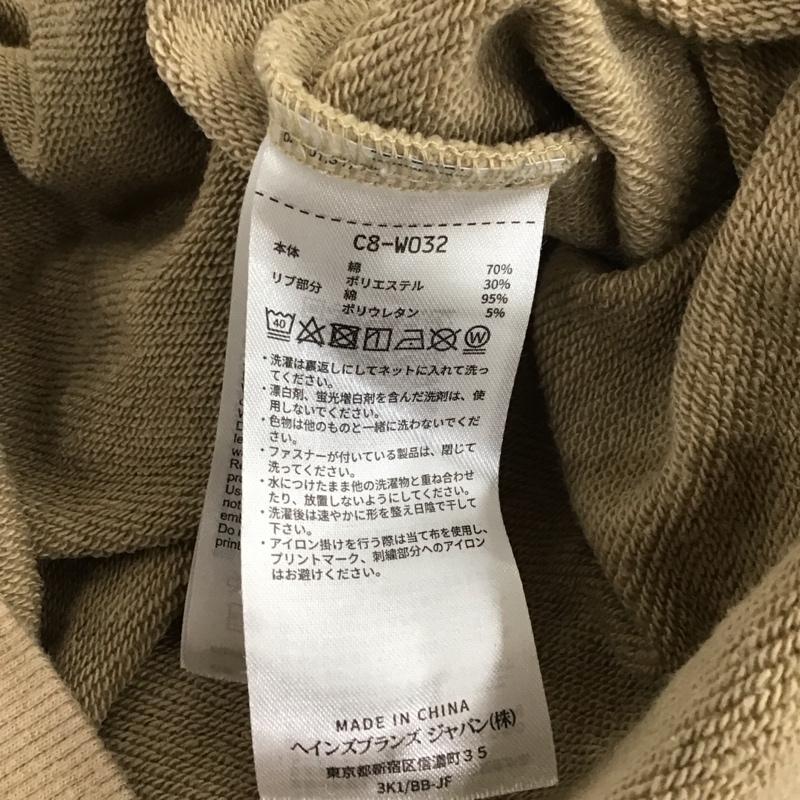 C8-W032
本体 綿 70%
ポリエステル 30%
リブ部分 綿 95%
ポリウレタン 5%
40
W
・洗濯は裏返しにしてネットに入れて洗っ
てください。
・漂白剤、蛍光増白剤を含んだ洗剤は、使
用しないでください。
・色物は他のものと一緒に洗わないでくだ
さい。
・ファスナーが付いている製品は、閉じて
洗ってください。
・水につけたまま他の洗濯物と重ね合わせ
たり、放置しないようにしてください。
・洗濯後は速やかに形を整え日陰で干して
下さい。
・アイロン掛けを行う際は当て布を使用し、
プリントマーク、刺繍部分へのアイロン
はお避けください。
MADE IN CHINA
ヘインズブランズ ジャパン(株)
東京都新宿区信濃町35
3K1/BB-JF